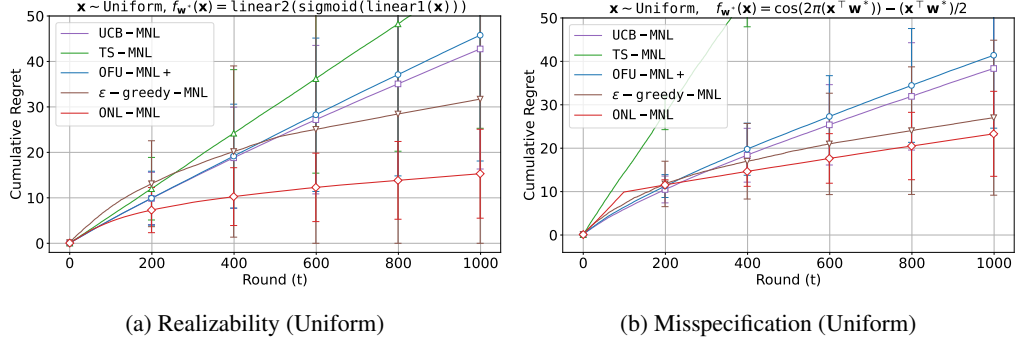 x ~ Uniform, f_w*(x) = linear2(sigmoid(linear1(x)))
Cumulative Regret
50
40
30
20
10
0
UCB−MNL
TS−MNL
OFU−MNL+
ε−greedy−MNL
ONL−MNL
0 200 400 600 800 1000
Round (t)
(a) Realizability (Uniform)
x ~ Uniform, f_w*(x) = cos(2π(x⊤w*)) − (x⊤w*)/2
Cumulative Regret
50
40
30
20
10
0
UCB−MNL
TS−MNL
OFU−MNL+
ε−greedy−MNL
ONL−MNL
0 200 400 600 800 1000
Round (t)
(b) Misspecification (Uniform)